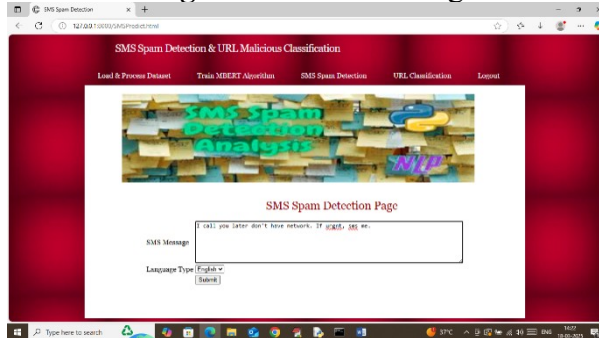 SMS Spam Detection
127.0.0.1:8000/SMSPredict.html
SMS Spam Detection & URL Malicious Classification
Load & Process Dataset Train MBERT Algorithm SMS Spam Detection URL Classification Logout
SMS Spam
Detection
Analysis
NLP
SMS Spam Detection Page
I call you later don't have network. If urgnt, sms me.
SMS Message
Language Type English
Submit
Type here to search
37°C
ENG
14:27